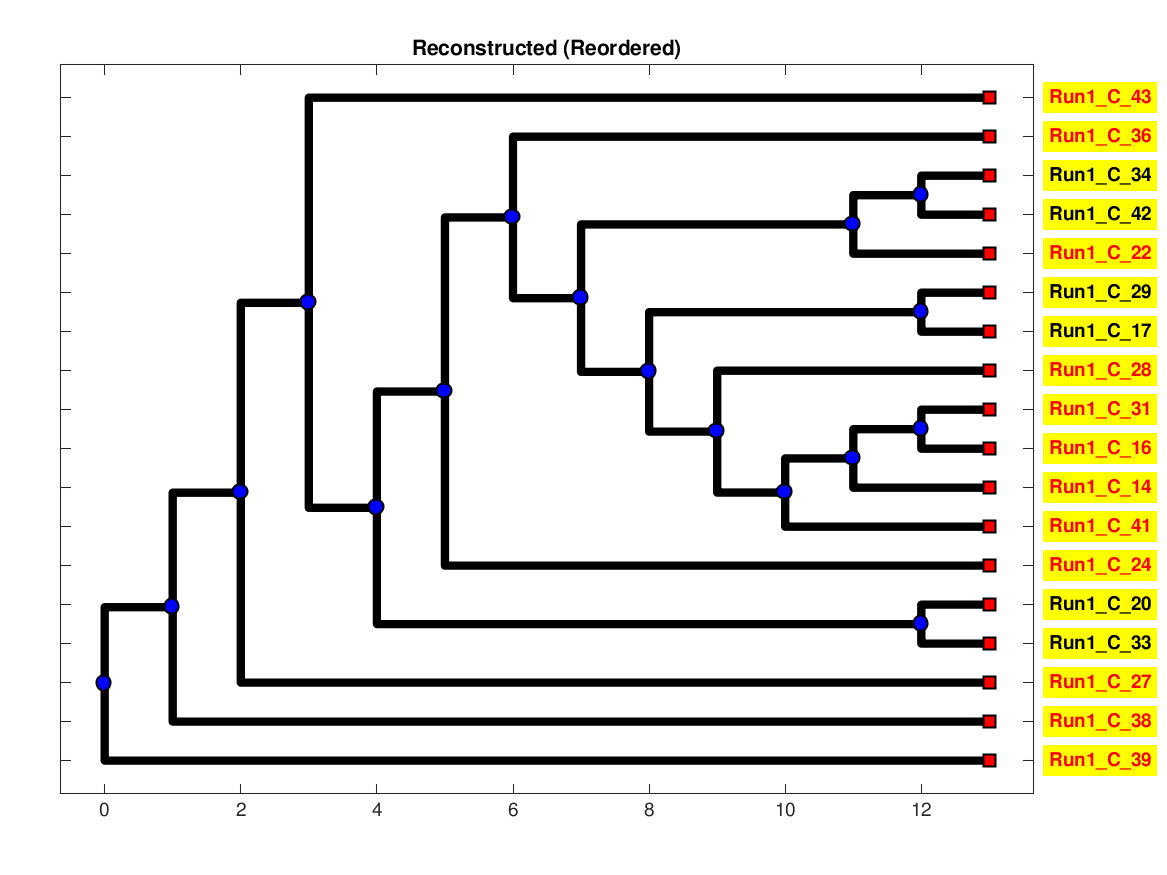 Reconstructed (Reordered)
Run1_C_43
Run1_C_36
Run1_C_34
Run1_C_42
Run1_C_22
Run1_C_29
Run1_C_17
Run1_C_28
Run1_C_31
Run1_C_16
Run1_C_14
Run1_C_41
Run1_C_24
Run1_C_20
Run1_C_33
Run1_C_27
Run1_C_38
Run1_C_39
0 2 4 6 8 10 12